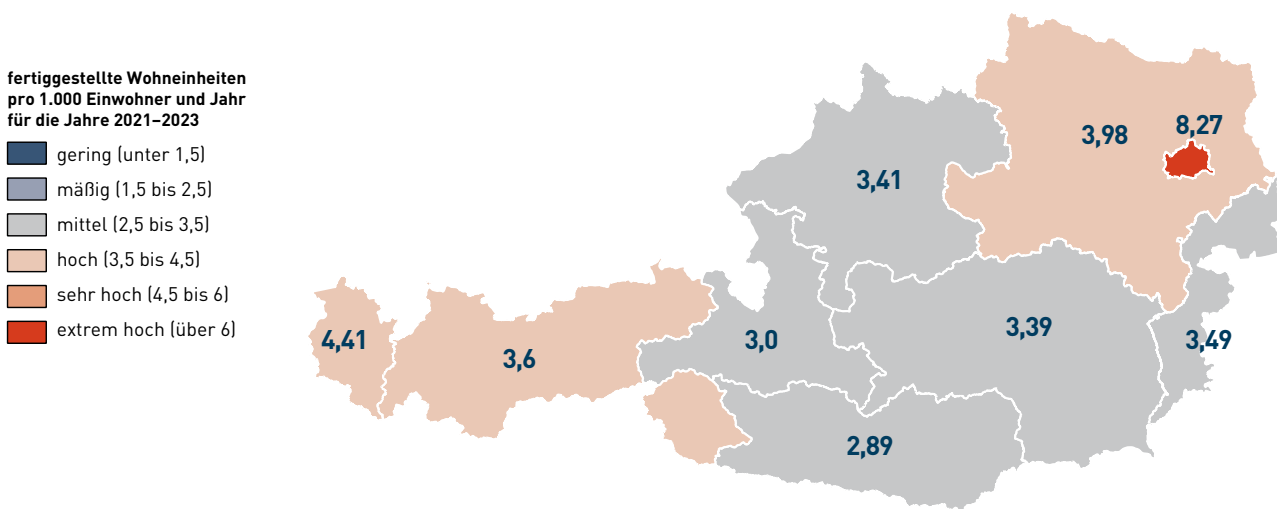 fertiggestellte Wohneinheiten
pro 1.000 Einwohner und Jahr
für die Jahre 2021–2023
gering (unter 1,5)
mäßig (1,5 bis 2,5)
mittel (2,5 bis 3,5)
hoch (3,5 bis 4,5)
sehr hoch (4,5 bis 6)
extrem hoch (über 6)
8,27
3,98
3,41
3,39
3,0
3,49
4,41
3,6
2,89